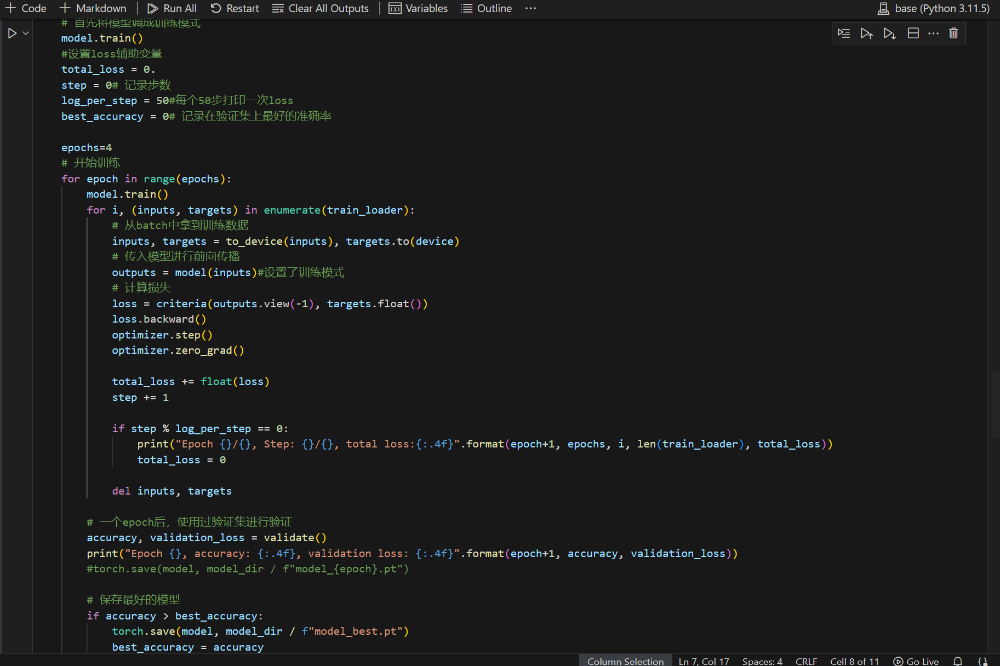 Code Markdown Run All Restart Clear All Outputs Variables Outline ··· base (Python 3.11.5)
# 首先将模型调成训练模式
model.train()
#设置loss辅助变量
total_loss = 0.
step = 0# 记录步数
log_per_step = 50#每个50步打印一次loss
best_accuracy = 0# 记录在验证集上最好的准确率
epochs=4
# 开始训练
for epoch in range(epochs):
model.train()
for i, (inputs, targets) in enumerate(train_loader):
# 从batch中拿到训练数据
inputs, targets = to_device(inputs), targets.to(device)
# 传入模型进行前向传播
outputs = model(inputs)#设置了训练模式
# 计算损失
loss = criteria(outputs.view(-1), targets.float())
loss.backward()
optimizer.step()
optimizer.zero_grad()
total_loss += float(loss)
step += 1
if step % log_per_step == 0:
print("Epoch {}/{}, Step: {}/{}, total loss:{:.4f}".format(epoch+1, epochs, i, len(train_loader), total_loss))
total_loss = 0
del inputs, targets
# 一个epoch后，使用过验证集进行验证
accuracy, validation_loss = validate()
print("Epoch {}, accuracy: {:.4f}, validation loss: {:.4f}".format(epoch+1, accuracy, validation_loss))
#torch.save(model, model_dir / f"model_{epoch}.pt")
# 保存最好的模型
if accuracy > best_accuracy:
torch.save(model, model_dir / f"model_best.pt")
best_accuracy = accuracy
Column Selection Ln 7, Col 17 Spaces: 4 CRLF Cell 8 of 11 Go Live